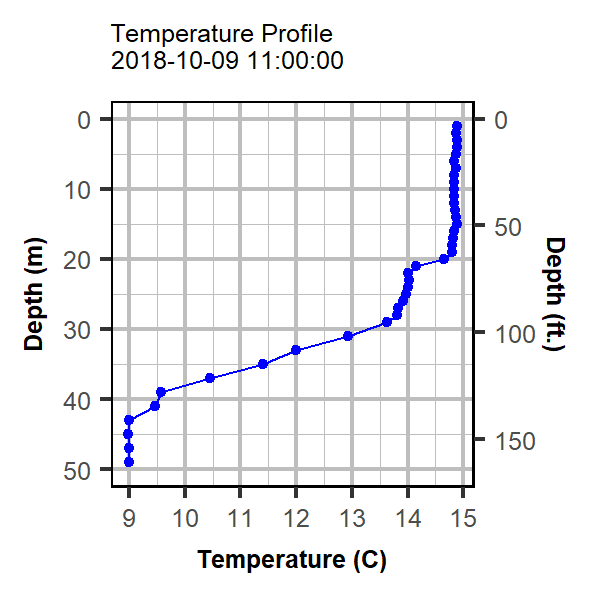 Temperature Profile
2018-10-09 11:00:00
0
10
20
30
40
50
Depth (m)
0
50
100
150
Depth (ft.)
9 10 11 12 13 14 15
Temperature (C)